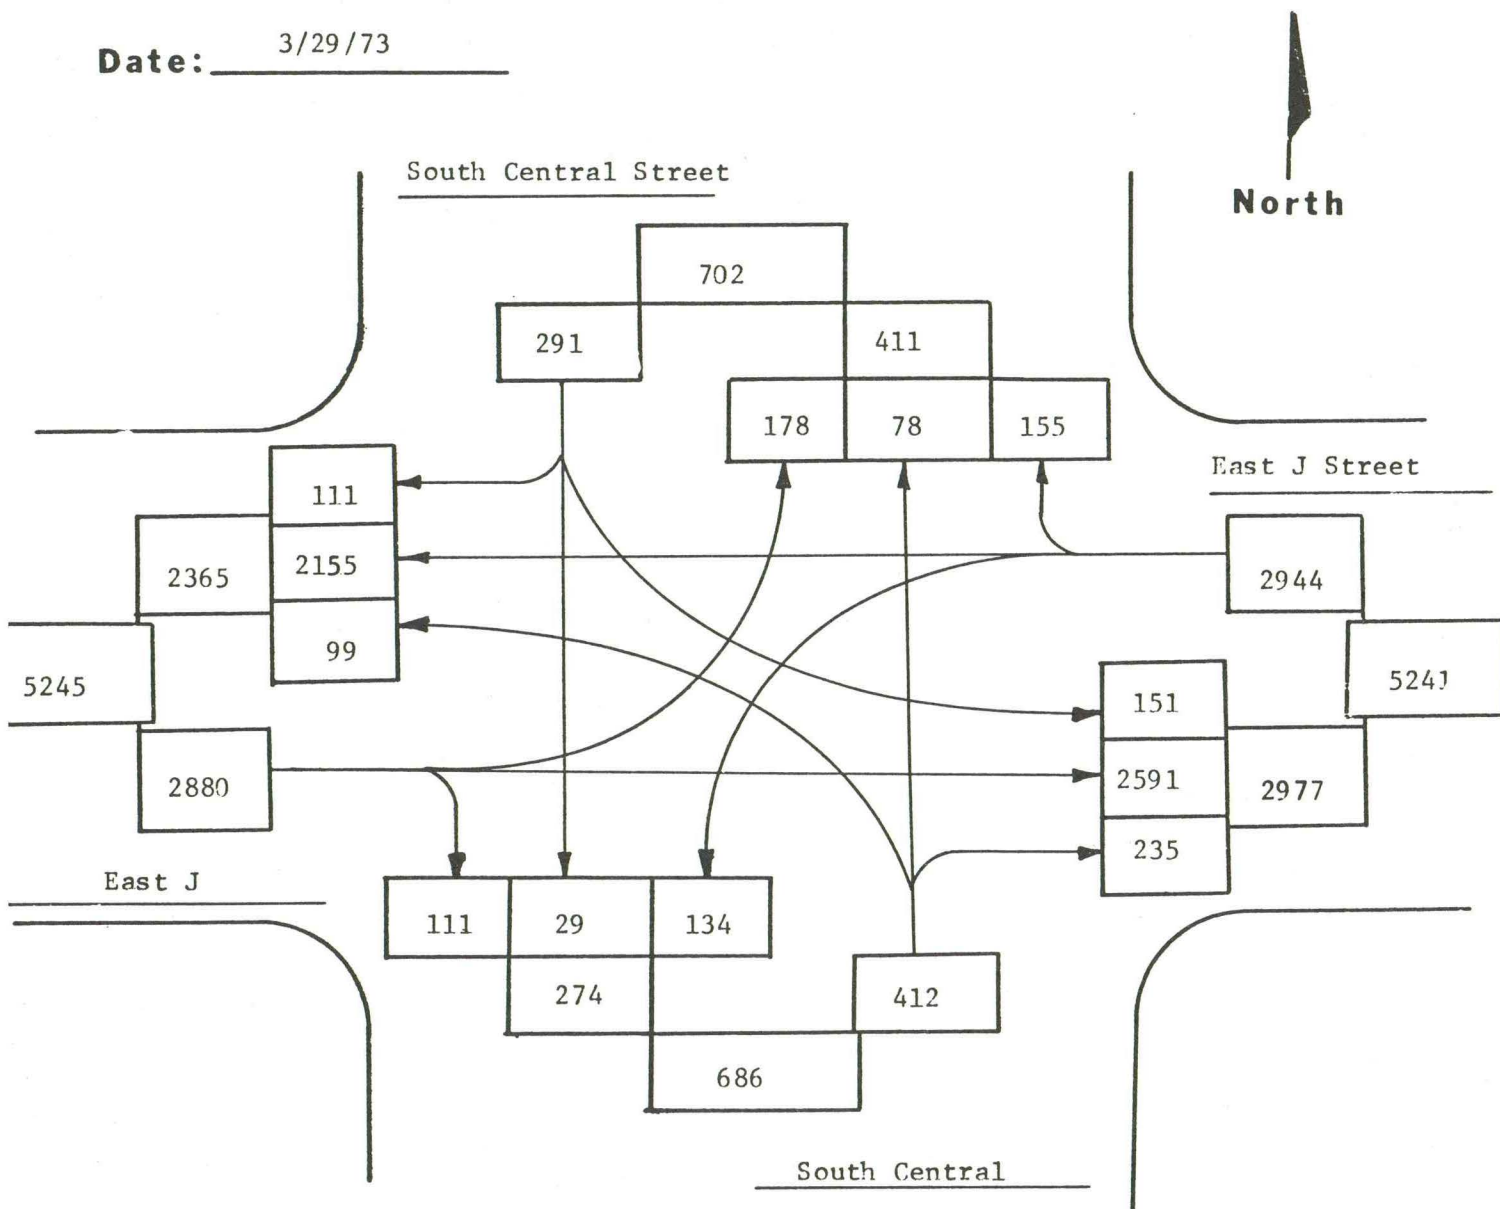 Date: 3/29/73
South Central Street
North
702
291
411
178 78 155
East J Street
111
2365 2155 2944
99
5245 5241
151
2880 2591 2977
235
East J
111 29 134
274 412
686
South Central